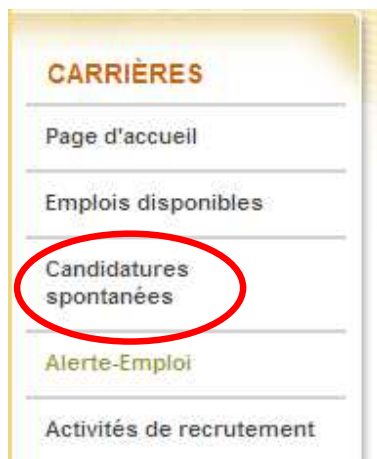 CARRIÈRES
Page d'accueil
Emplois disponibles
Candidatures
spontanées
Alerte-Emploi
Activités de recrutement